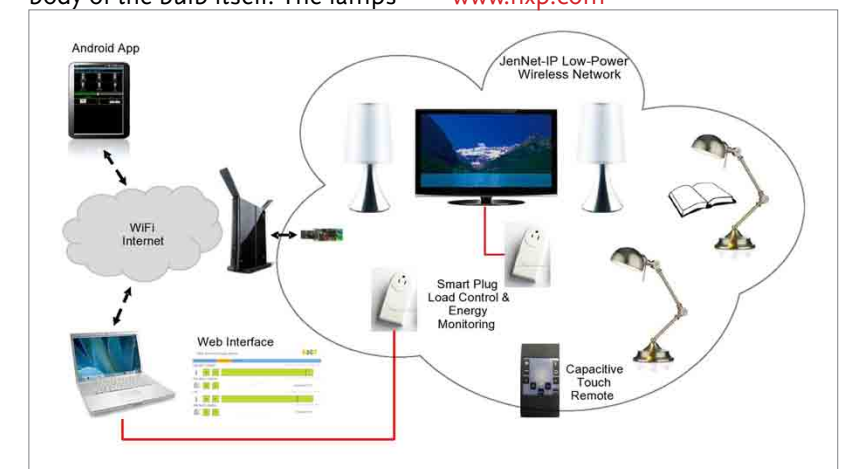 body of the bulb itself. The lamps
www.nxp.com
Android App
JenNet-IP Low-Power
Wireless Network
WiFi
Internet
Smart Plug
Load Control &
Energy
Monitoring
Web Interface
Capacitive
Touch
Remote